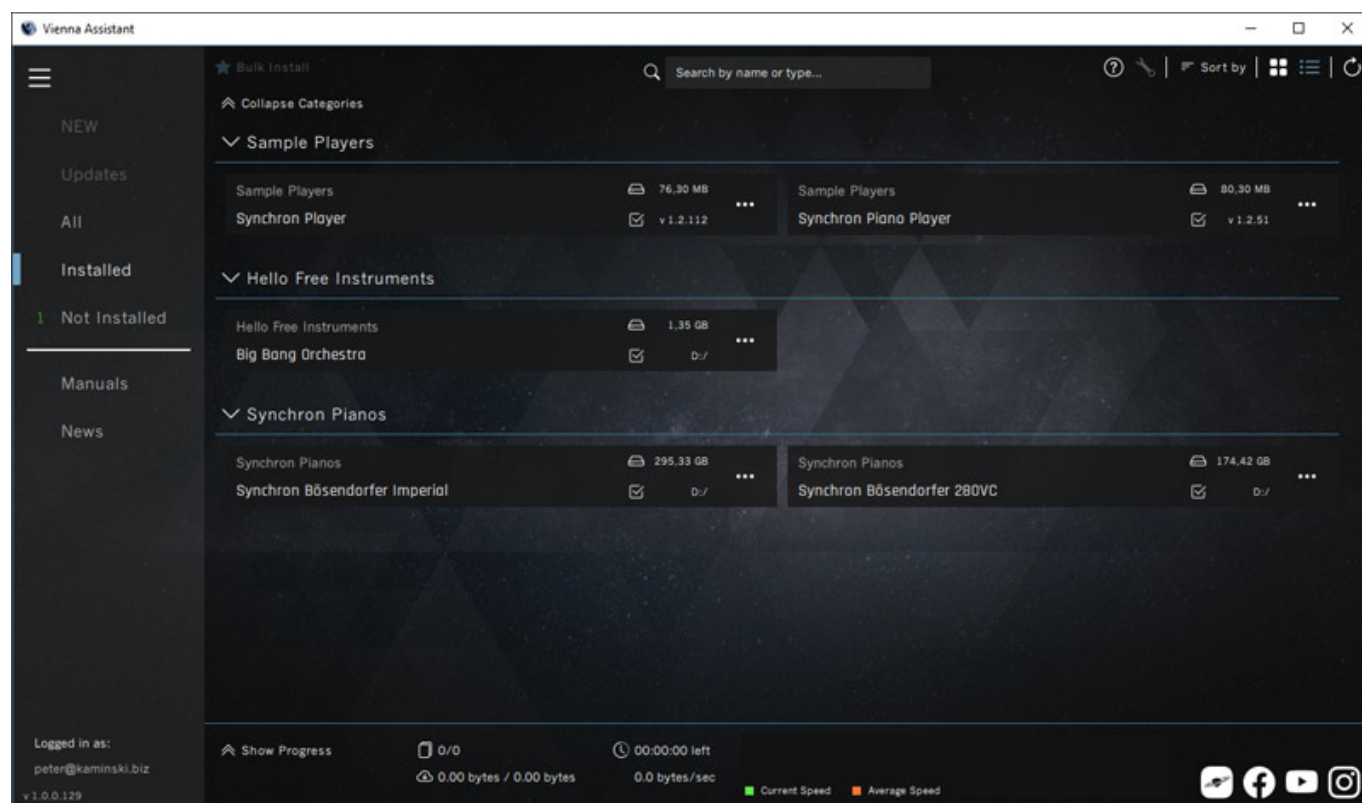 Vienna Assistant
Bulk Install
Search by name or type...
Sort by
Collapse Categories
NEW
Updates
All
Installed
1 Not Installed
Manuals
News
Sample Players
Sample Players 76,30 MB
Synchron Player v 1.2.112
Sample Players 80,30 MB
Synchron Piano Player v 1.2.51
Hello Free Instruments
Hello Free Instruments 1,35 GB
Big Bang Orchestra D:/
Synchron Pianos
Synchron Pianos 295,33 GB
Synchron Bösendorfer Imperial D:/
Synchron Pianos 174,42 GB
Synchron Bösendorfer 280VC D:/
Logged in as:
peter@kaminski.biz
v 1.0.0.129
Show Progress
0/0
00:00:00 left
0.00 bytes / 0.00 bytes
0.0 bytes/sec
Current Speed
Average Speed